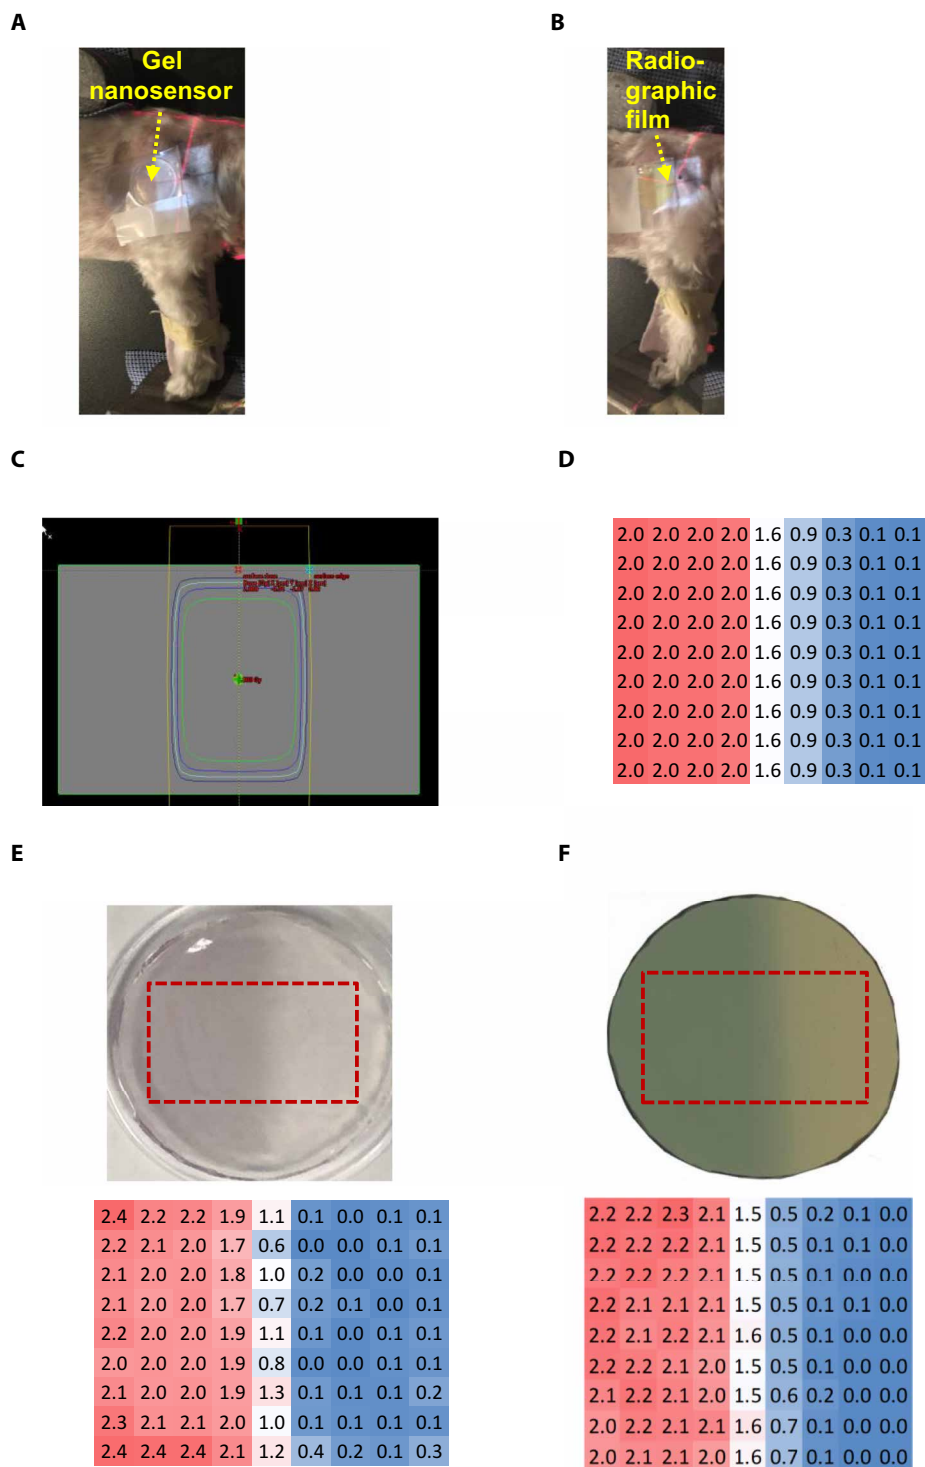 A
B
Gel
nanosensor
Radio-
graphic
film
C
D
2.0 2.0 2.0 2.0 1.6 0.9 0.3 0.1 0.1
2.0 2.0 2.0 2.0 1.6 0.9 0.3 0.1 0.1
2.0 2.0 2.0 2.0 1.6 0.9 0.3 0.1 0.1
2.0 2.0 2.0 2.0 1.6 0.9 0.3 0.1 0.1
2.0 2.0 2.0 2.0 1.6 0.9 0.3 0.1 0.1
2.0 2.0 2.0 2.0 1.6 0.9 0.3 0.1 0.1
2.0 2.0 2.0 2.0 1.6 0.9 0.3 0.1 0.1
2.0 2.0 2.0 2.0 1.6 0.9 0.3 0.1 0.1
2.0 2.0 2.0 2.0 1.6 0.9 0.3 0.1 0.1
E
F
2.4 2.2 2.2 1.9 1.1 0.1 0.0 0.1 0.1
2.2 2.1 2.0 1.7 0.6 0.0 0.0 0.1 0.1
2.1 2.0 2.0 1.8 1.0 0.2 0.0 0.0 0.1
2.1 2.0 2.0 1.7 0.7 0.2 0.1 0.0 0.1
2.2 2.0 2.0 1.9 1.1 0.1 0.0 0.1 0.1
2.0 2.0 2.0 1.9 0.8 0.0 0.0 0.1 0.1
2.1 2.0 2.0 1.9 1.3 0.1 0.1 0.1 0.2
2.3 2.1 2.1 2.0 1.0 0.1 0.1 0.1 0.1
2.4 2.4 2.4 2.1 1.2 0.4 0.2 0.1 0.3
2.2 2.2 2.3 2.1 1.5 0.5 0.2 0.1 0.0
2.2 2.2 2.2 2.1 1.5 0.5 0.1 0.1 0.0
2.2 2.2 2.2 2.1 1.5 0.5 0.1 0.0 0.0
2.2 2.1 2.1 2.1 1.5 0.5 0.1 0.1 0.0
2.2 2.1 2.2 2.1 1.6 0.5 0.1 0.0 0.0
2.2 2.2 2.1 2.0 1.5 0.5 0.1 0.0 0.0
2.1 2.2 2.1 2.0 1.5 0.6 0.2 0.0 0.0
2.0 2.2 2.1 2.1 1.6 0.7 0.1 0.0 0.0
2.0 2.1 2.1 2.0 1.6 0.7 0.1 0.0 0.0